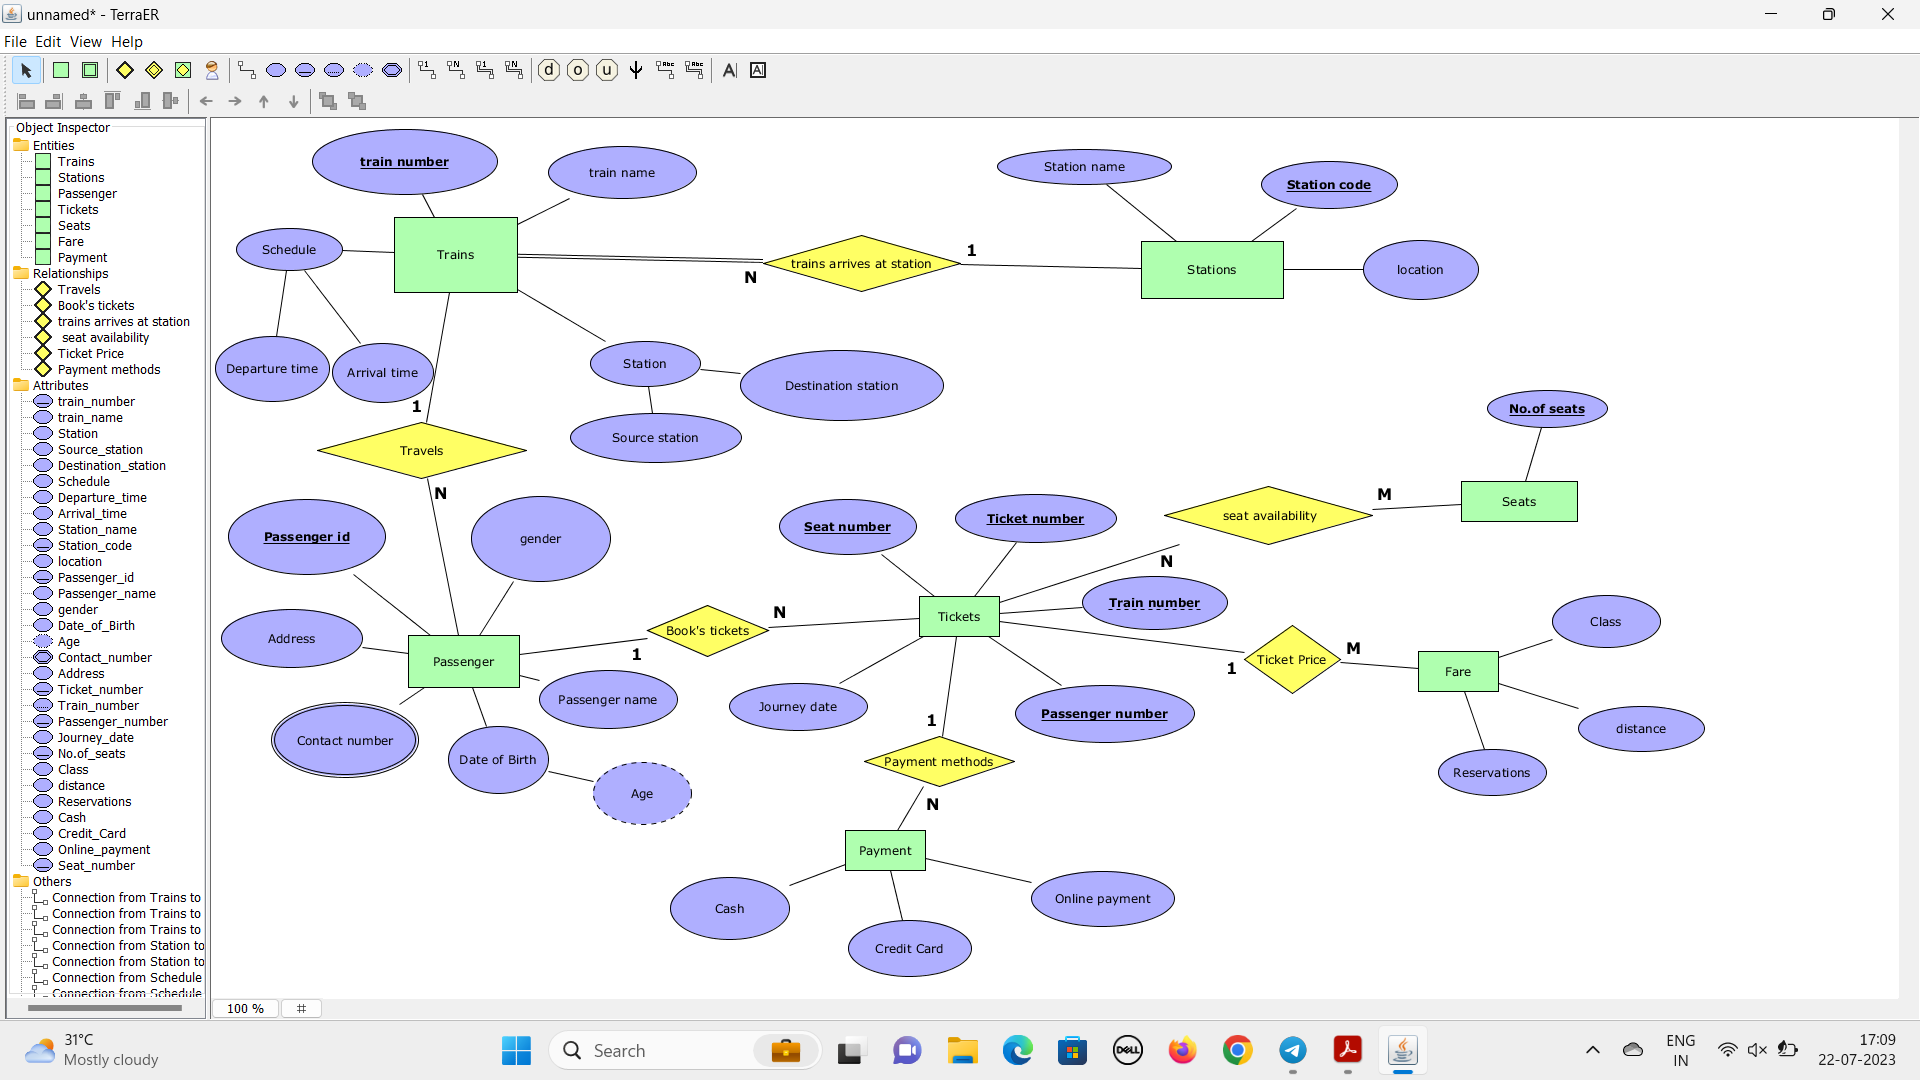 unnamed* - TerraER
File Edit View Help
1 N 1 N d o u Abc Abc A A
Object Inspector
Entities
Trains
Stations
Passenger
Tickets
Seats
Fare
Payment
Relationships
Travels
Book's tickets
trains arrives at station
seat availability
Ticket Price
Payment methods
Attributes
train_number
train_name
Station
Source_station
Destination_station
Schedule
Departure_time
Arrival_time
Station_name
Station_code
location
Passenger_id
Passenger_name
gender
Date_of_Birth
Age
Contact_number
Address
Ticket_number
Train_number
Passenger_number
Journey_date
No.of_seats
Class
distance
Reservations
Cash
Credit_Card
Online_payment
Seat_number
Others
Connection from Trains to
Connection from Trains to
Connection from Trains to
Connection from Station to
Connection from Station to
Connection from Schedule
Connection from Schedule
train number
train name
Station name
Station code
Schedule
Trains
N
trains arrives at station
1
Stations
location
Departure time
Arrival time
Station
Destination station
Source station
1
Travels
N
No.of seats
Passenger id
gender
Seat number
Ticket number
seat availability
M
Seats
N
Train number
Address
Passenger
1
Book's tickets
N
Tickets
1
Ticket Price
M
Fare
Class
distance
Reservations
Passenger name
Contact number
Date of Birth
Age
Journey date
Passenger number
1
Payment methods
N
Payment
Cash
Credit Card
Online payment
100 %
31°C
Mostly cloudy
Search
DELL
ENG
IN
17:09
22-07-2023